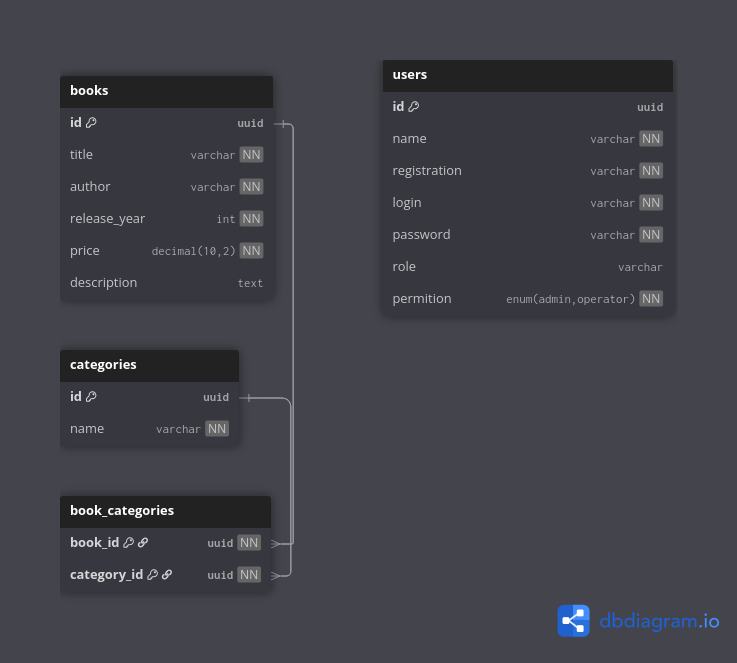 books
id uuid
title varchar NN
author varchar NN
release_year int NN
price decimal(10,2) NN
description text
users
id uuid
name varchar NN
registration varchar NN
login varchar NN
password varchar NN
role varchar
permition enum(admin,operator) NN
categories
id uuid
name varchar NN
book_categories
book_id uuid NN
category_id uuid NN
dbdiagram.io